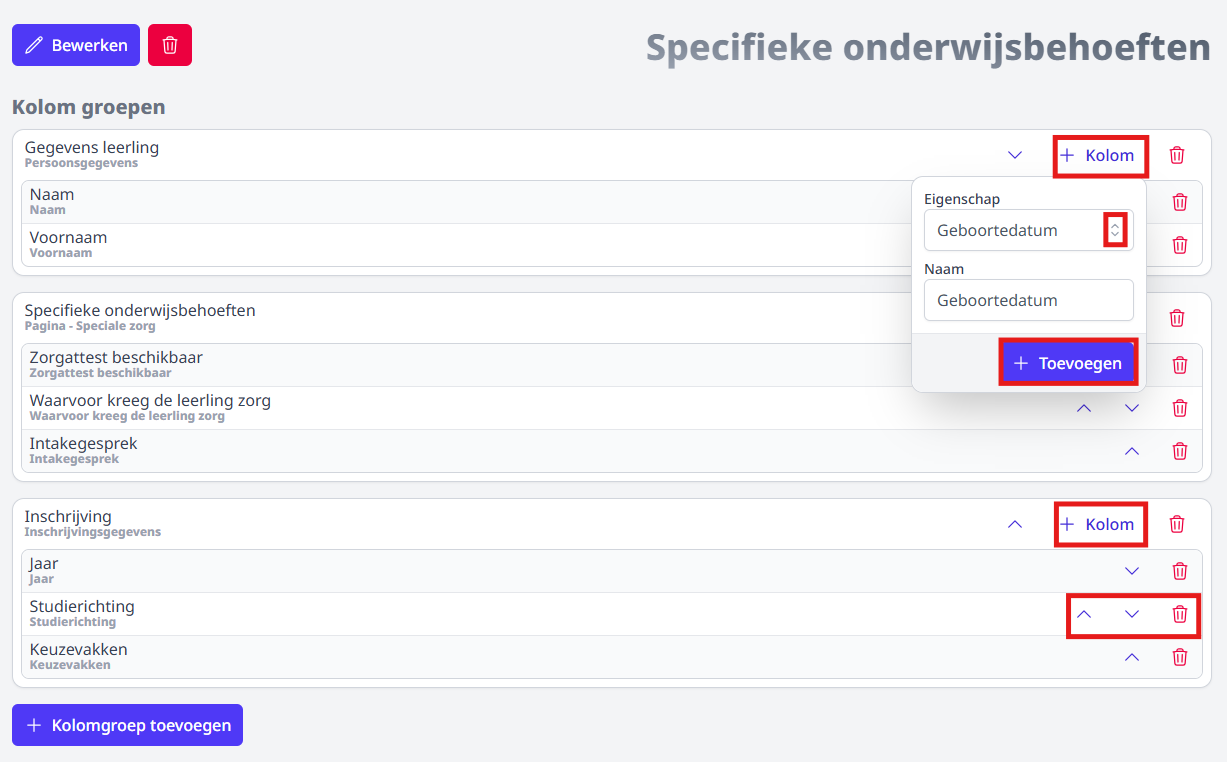 Bewerken
Specifieke onderwijsbehoeften
Kolom groepen
Gegevens leerling
Persoonsgegevens
Kolom
Naam
Naam
Voornaam
Voornaam
Eigenschap
Geboortedatum
Naam
Geboortedatum
Toevoegen
Specifieke onderwijsbehoeften
Pagina - Speciale zorg
Zorgattest beschikbaar
Zorgattest beschikbaar
Waarvoor kreeg de leerling zorg
Waarvoor kreeg de leerling zorg
Intakegesprek
Intakegesprek
Inschrijving
Inschrijvingsgegevens
Kolom
Jaar
Jaar
Studierichting
Studierichting
Keuzevakken
Keuzevakken
Kolomgroep toevoegen